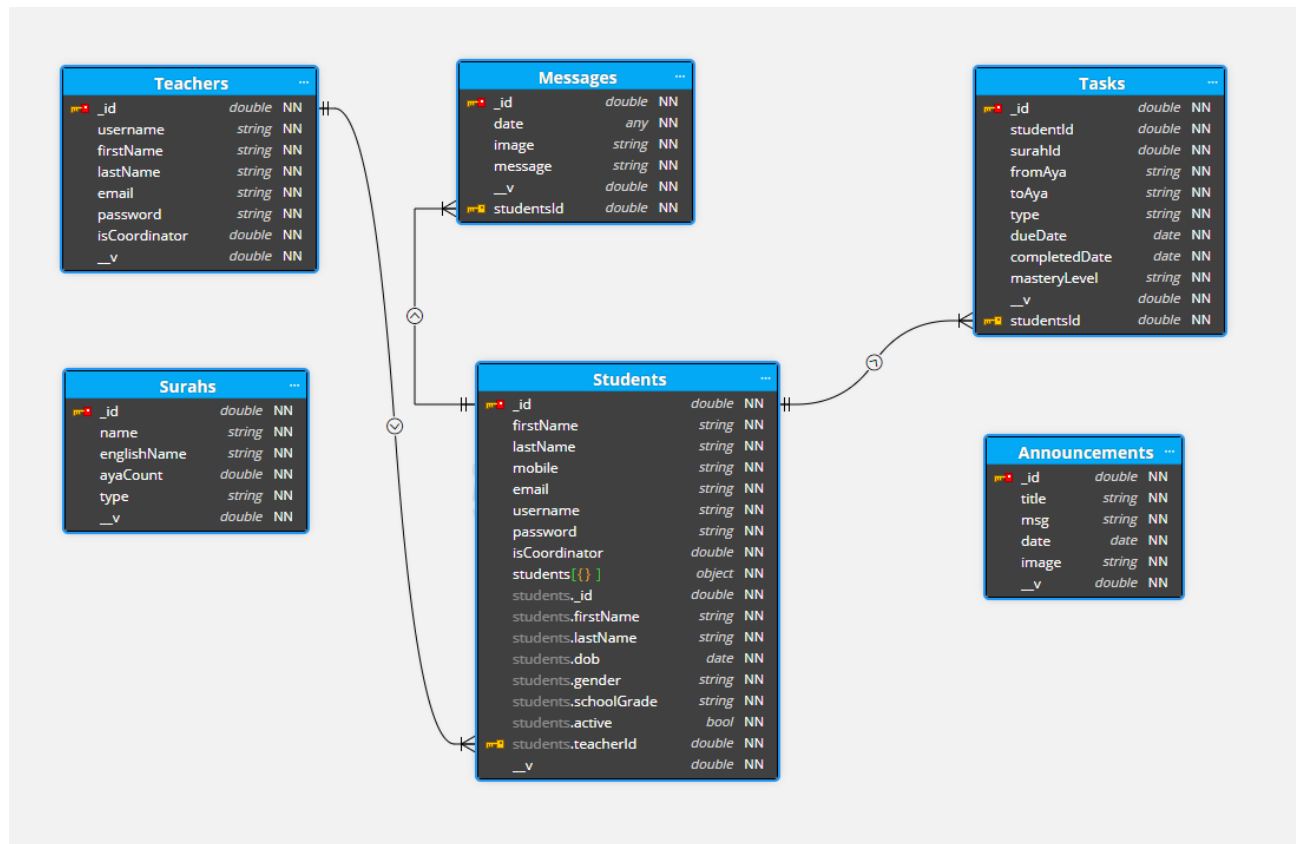 Teachers ...
_id double NN
username string NN
firstName string NN
lastName string NN
email string NN
password string NN
isCoordinator double NN
__v double NN
Messages ...
_id double NN
date any NN
image string NN
message string NN
__v double NN
studentsId double NN
Tasks ...
_id double NN
studentId double NN
surahId double NN
fromAya string NN
toAya string NN
type string NN
dueDate date NN
completedDate date NN
masteryLevel string NN
__v double NN
studentsId double NN
Surahs ...
_id double NN
name string NN
englishName string NN
ayaCount double NN
type string NN
__v double NN
Students ...
_id double NN
firstName string NN
lastName string NN
mobile string NN
email string NN
username string NN
password string NN
isCoordinator double NN
students[{} ] object NN
students._id double NN
students.firstName string NN
students.lastName string NN
students.dob date NN
students.gender string NN
students.schoolGrade string NN
students.active bool NN
students.teacherId double NN
__v double NN
Announcements ...
_id double NN
title string NN
msg string NN
date date NN
image string NN
__v double NN